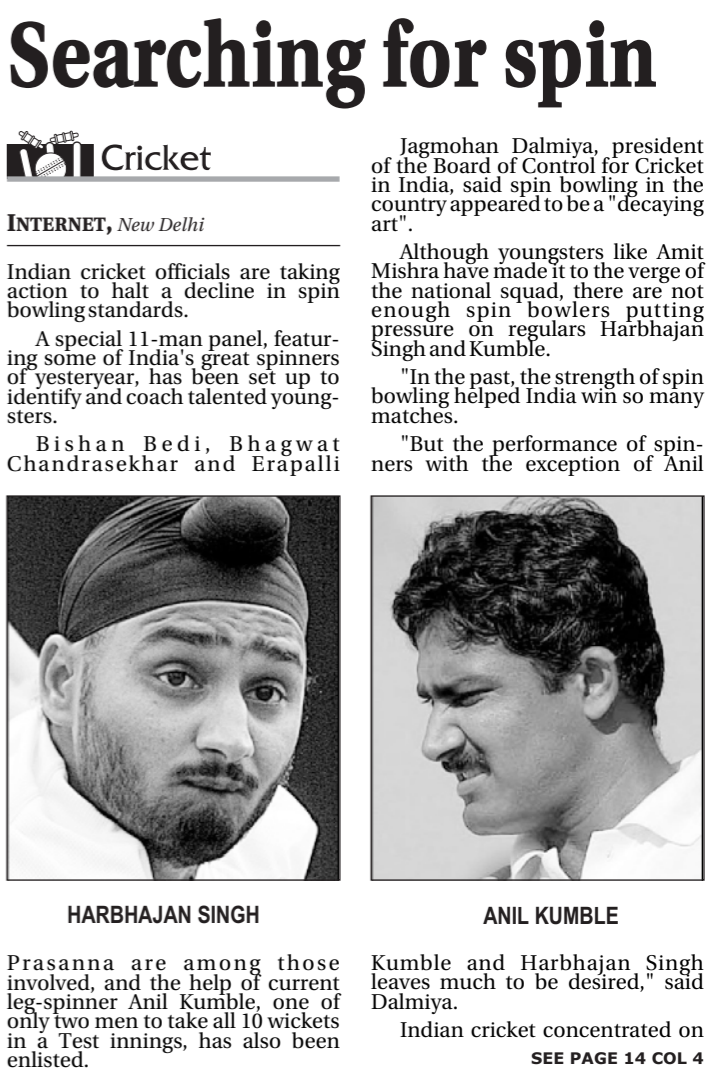 Searching for spin
Cricket
INTERNET, New Delhi
Indian cricket officials are taking
action to halt a decline in spin
bowling standards.
A special 11-man panel, featur-
ing some of India's great spinners
of yesteryear, has been set up to
identify and coach talented young-
sters.
Bishan Bedi, Bhagwat
Chandrasekhar and Erapalli
HARBHAJAN SINGH
Prasanna are among those
involved, and the help of current
leg-spinner Anil Kumble, one of
only two men to take all 10 wickets
in a Test innings, has also been
enlisted.
Jagmohan Dalmiya, president
of the Board of Control for Cricket
in India, said spin bowling in the
country appeared to be a "decaying
art".
Although youngsters like Amit
Mishra have made it to the verge of
the national squad, there are not
enough spin bowlers putting
pressure on regulars Harbhajan
Singh and Kumble.
"In the past, the strength of spin
bowling helped India win so many
matches.
"But the performance of spin-
ners with the exception of Anil
ANIL KUMBLE
Kumble and Harbhajan Singh
leaves much to be desired," said
Dalmiya.
Indian cricket concentrated on
SEE PAGE 14 COL 4